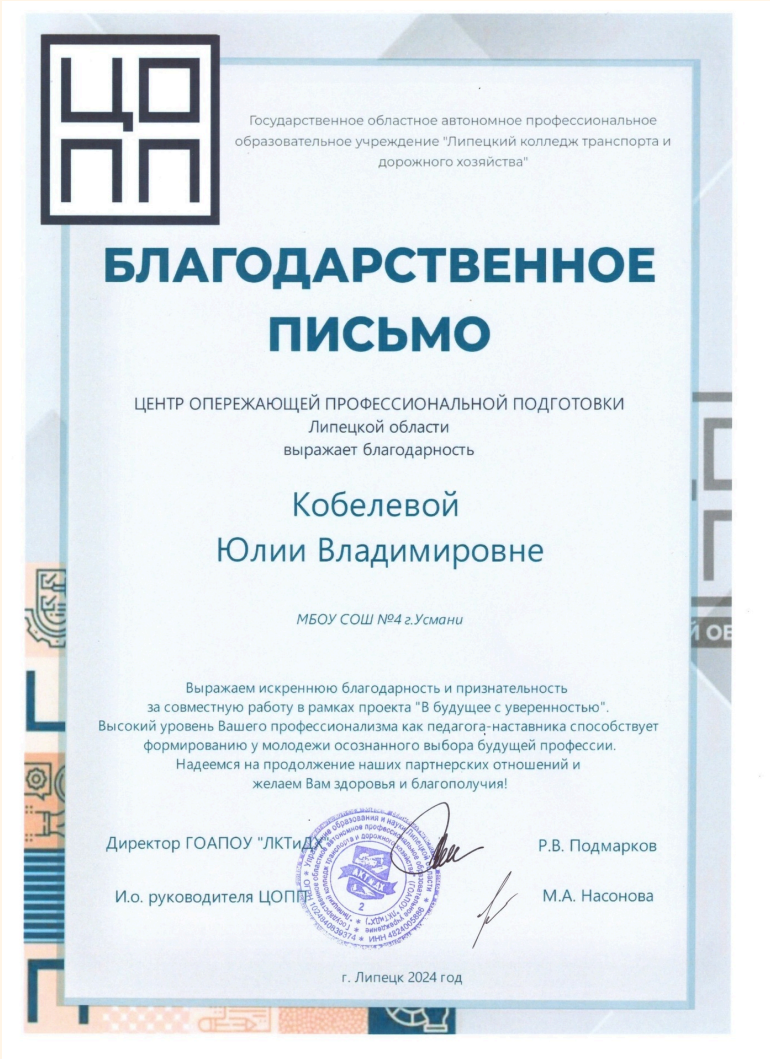 ЦО
ПП
Государственное областное автономное профессиональное
образовательное учреждение "Липецкий колледж транспорта и
дорожного хозяйства"
БЛАГОДАРСТВЕННОЕ
ПИСЬМО
ЦЕНТР ОПЕРЕЖАЮЩЕЙ ПРОФЕССИОНАЛЬНОЙ ПОДГОТОВКИ
Липецкой области
выражает благодарность
Кобелевой
Юлии Владимировне
МБОУ СОШ №4 г.Усмани
Й ОБ
Выражаем искреннюю благодарность и признательность
за совместную работу в рамках проекта "В будущее с уверенностью".
Высокий уровень Вашего профессионализма как педагога-наставника способствует
формированию у молодежи осознанного выбора будущей профессии.
Надеемся на продолжение наших партнерских отношений и
желаем Вам здоровья и благополучия!
Директор ГОАПОУ "ЛКТиДХ"
Р.В. Подмарков
И.о. руководителя ЦОПП
М.А. Насонова
2
г. Липецк 2024 год